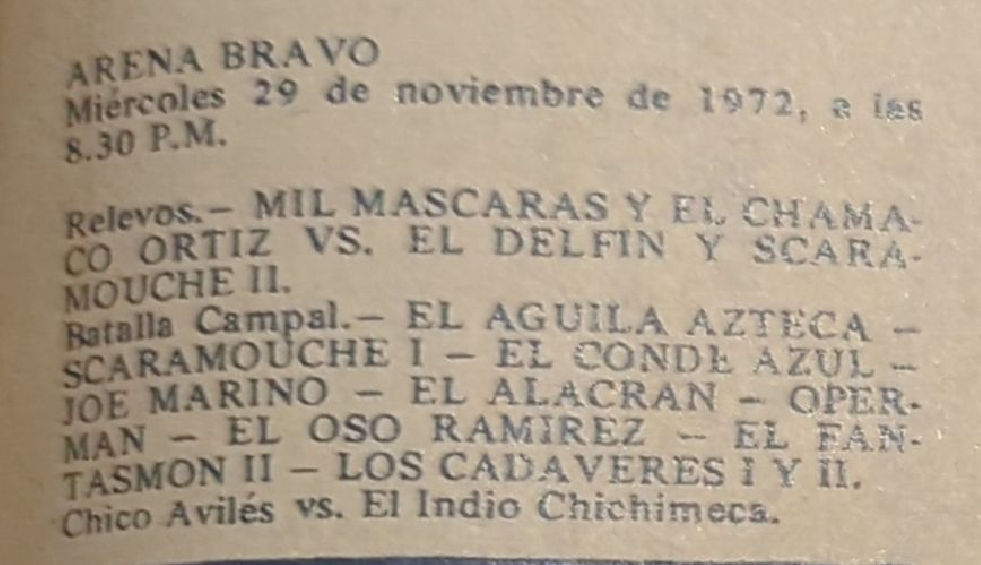 ARENA BRAVO
Miércoles 29 de noviembre de 1972, a las
8.30 P.M.
Relevos.— MIL MASCARAS Y EL CHAMA-
CO ORTIZ VS. EL DELFIN Y SCARA-
MOUCHE II.
Batalla Campal.— EL AGUILA AZTECA —
SCARAMOUCHE I — EL CONDE AZUL —
JOE MARINO — EL ALACRAN — OPER-
MAN — EL OSO RAMIREZ — EL FAN-
TASMON II — LOS CADAVERES I Y II.
Chico Avilés vs. El Indio Chichimeca.